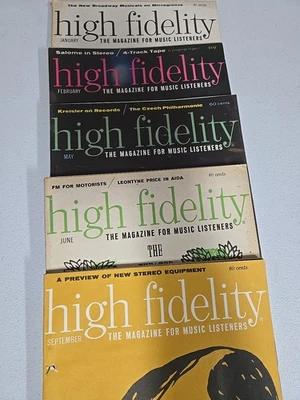 The New Broadway Musicals on Microgroove
high fidelity
JANUARY THE MAGAZINE FOR MUSIC LISTENERS
Salome in Stereo / 4-Track Tape
high fidelity
FEBRUARY THE MAGAZINE FOR MUSIC LISTENERS
Kreisler on Records / The Czech Philharmonic 60 cents
high fidelity
MAY THE MAGAZINE FOR MUSIC LISTENERS
FM FOR MOTORISTS / LEONTYNE PRICE IN AIDA 60 cents
high fidelity
JUNE THE MAGAZINE FOR MUSIC LISTENERS
THE
A PREVIEW OF NEW STEREO EQUIPMENT 60 cents
high fidelity
SEPTEMBER THE MAGAZINE FOR MUSIC LISTENERS